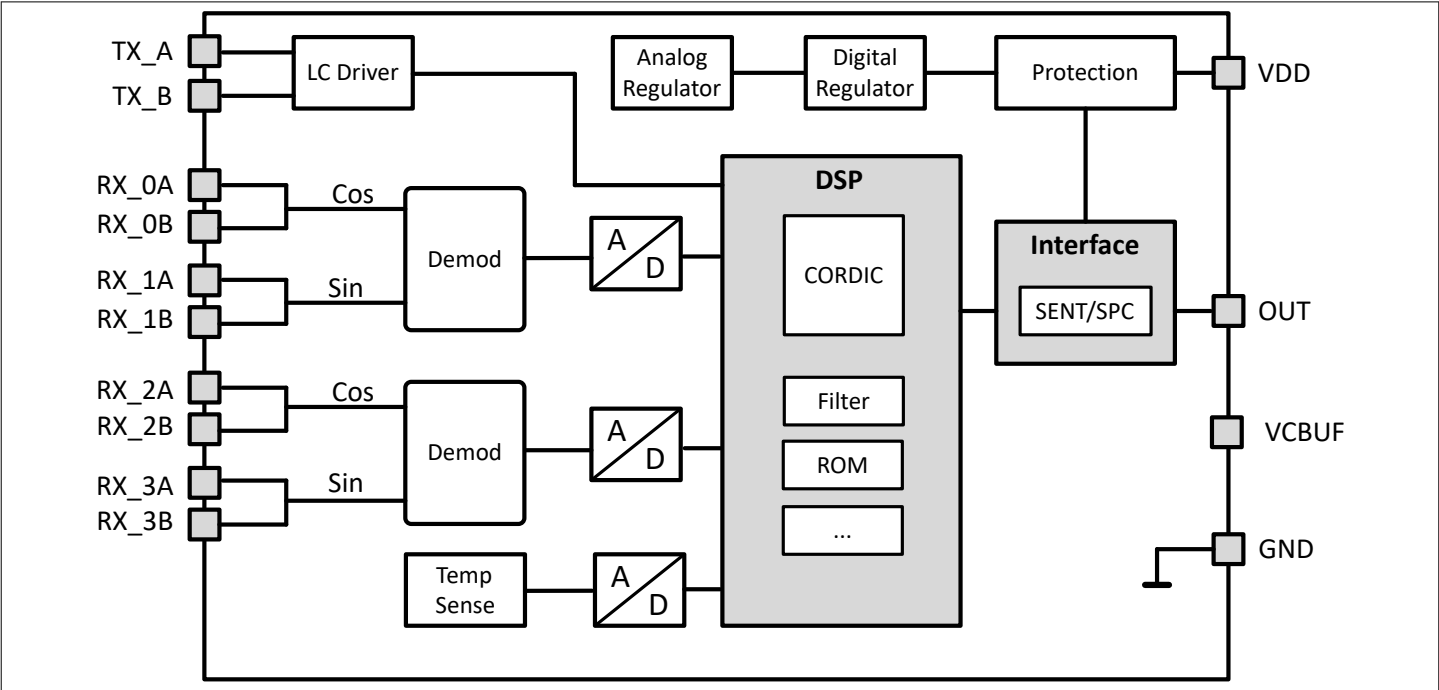 TX_A
TX_B
LC Driver
Analog
Regulator
Digital
Regulator
Protection
VDD
RX_0A
RX_0B
Cos
RX_1A
RX_1B
Sin
Demod
A
D
RX_2A
RX_2B
Cos
RX_3A
RX_3B
Sin
Demod
A
D
Temp
Sense
A
D
DSP
CORDIC
Filter
ROM
...
Interface
SENT/SPC
OUT
VCBUF
GND